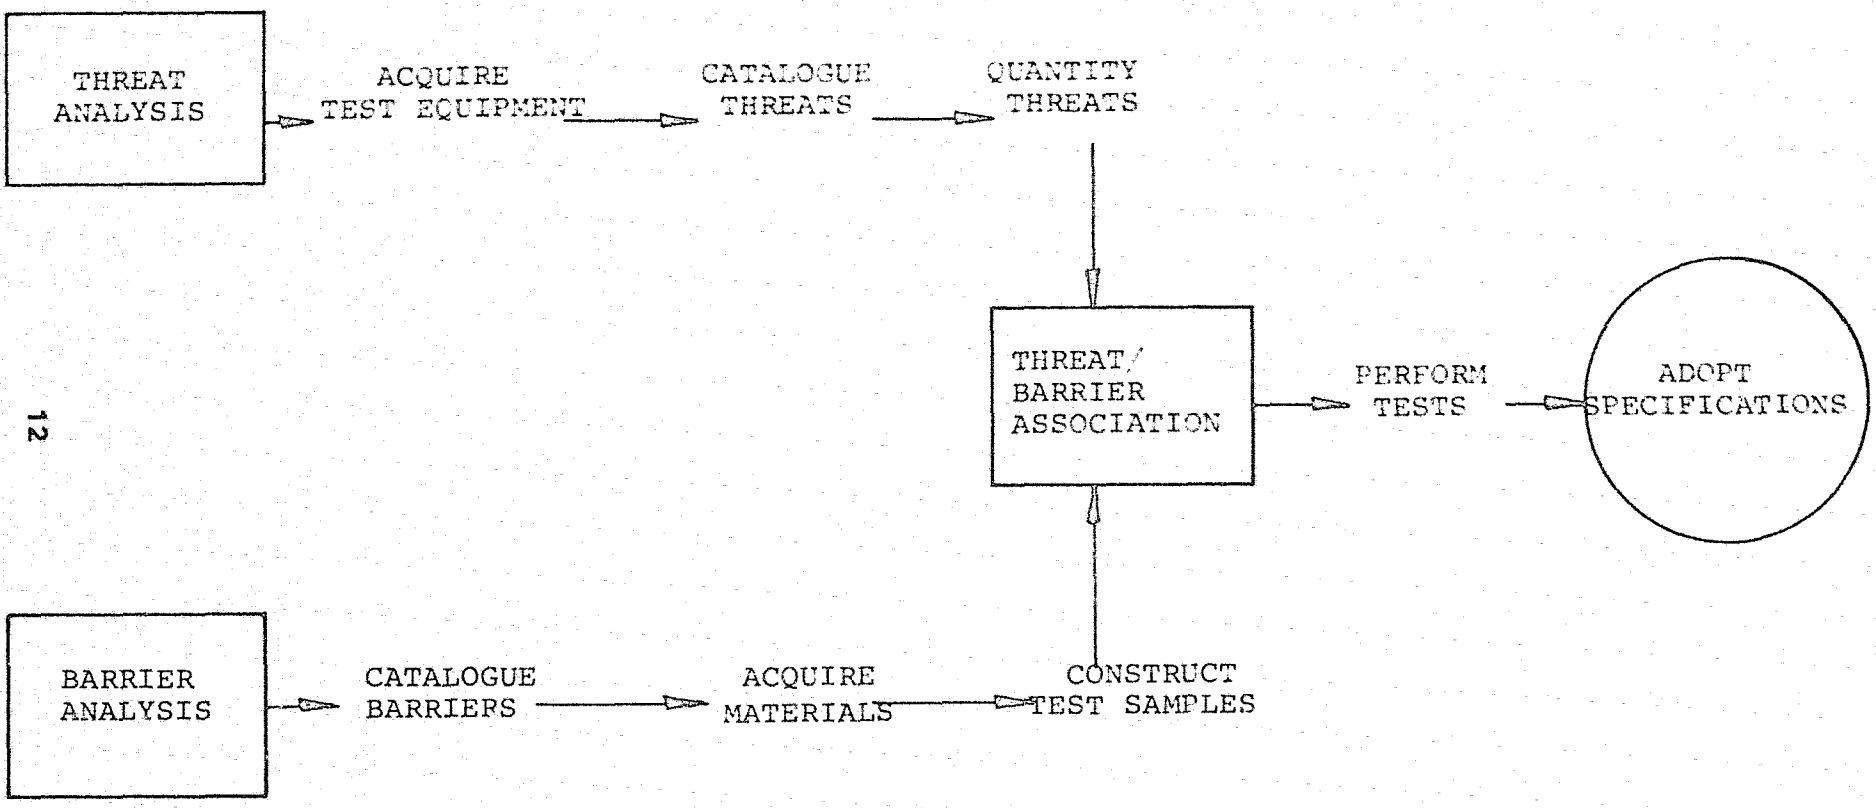 THREAT
ANALYSIS
ACQUIRE
TEST EQUIPMENT
CATALOGUE
THREATS
QUANTITY
THREATS
THREAT/
BARRIER
ASSOCIATION
PERFORM
TESTS
ADOPT
SPECIFICATIONS
12
BARRIER
ANALYSIS
CATALOGUE
BARRIERS
ACQUIRE
MATERIALS
CONSTRUCT
TEST SAMPLES